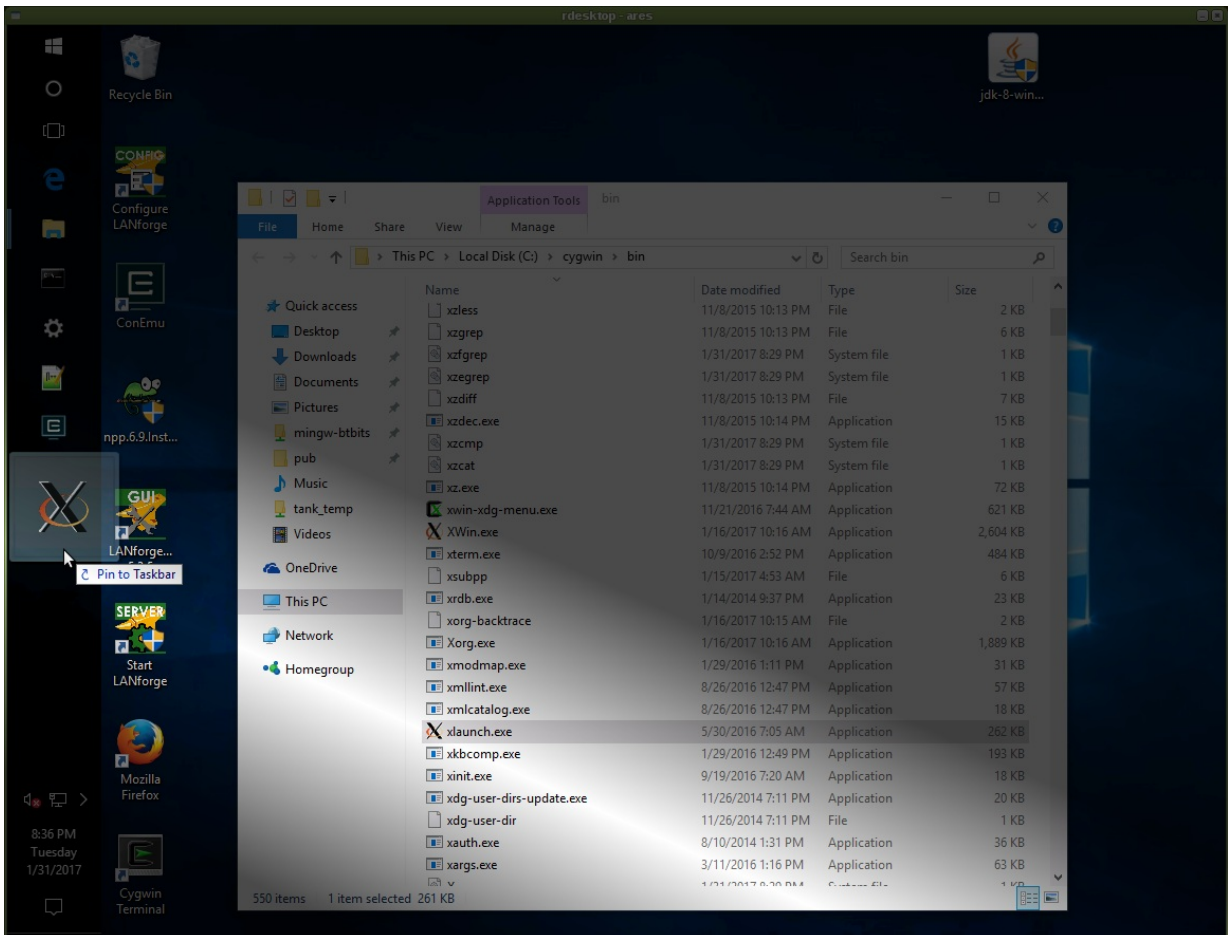 rdesktop - ares
Recycle Bin
jdk-8-win...
CONFIG
Configure
LANforge
ConEmu
npp.6.9.Inst...
GUI
LANforge...
Pin to Taskbar
SERVER
Start
LANforge
Mozilla
Firefox
Cygwin
Terminal
8:36 PM
Tuesday
1/31/2017
Application Tools bin
File Home Share View Manage
This PC > Local Disk (C:) > cygwin > bin Search bin
Quick access
Desktop
Downloads
Documents
Pictures
mingw-btbits
pub
Music
tank_temp
Videos
OneDrive
This PC
Network
Homegroup
Name Date modified Type Size
xzless 11/8/2015 10:13 PM File 2 KB
xzgrep 11/8/2015 10:13 PM File 6 KB
xzfgrep 1/31/2017 8:29 PM System file 1 KB
xzegrep 1/31/2017 8:29 PM System file 1 KB
xzdiff 11/8/2015 10:13 PM File 7 KB
xzdec.exe 11/8/2015 10:14 PM Application 15 KB
xzcmp 1/31/2017 8:29 PM System file 1 KB
xzcat 1/31/2017 8:29 PM System file 1 KB
xz.exe 11/8/2015 10:14 PM Application 72 KB
xwin-xdg-menu.exe 11/21/2016 7:44 AM Application 621 KB
XWin.exe 1/16/2017 10:16 AM Application 2,604 KB
xterm.exe 10/9/2016 2:52 PM Application 484 KB
xsubpp 1/15/2017 4:53 AM File 6 KB
xrdb.exe 1/14/2014 9:37 PM Application 23 KB
xorg-backtrace 1/16/2017 10:15 AM File 2 KB
Xorg.exe 1/16/2017 10:16 AM Application 1,889 KB
xmodmap.exe 1/29/2016 1:11 PM Application 31 KB
xmllint.exe 8/26/2016 12:47 PM Application 57 KB
xmlcatalog.exe 8/26/2016 12:47 PM Application 18 KB
xlaunch.exe 5/30/2016 7:05 AM Application 262 KB
xkbcomp.exe 1/29/2016 12:49 PM Application 193 KB
xinit.exe 9/19/2016 7:20 AM Application 18 KB
xdg-user-dirs-update.exe 11/26/2014 7:11 PM Application 20 KB
xdg-user-dir 11/26/2014 7:11 PM File 1 KB
xauth.exe 8/10/2014 1:31 PM Application 36 KB
xargs.exe 3/11/2016 1:16 PM Application 63 KB
X 1/31/2017 8:29 PM System file 1 KB
550 items 1 item selected 261 KB